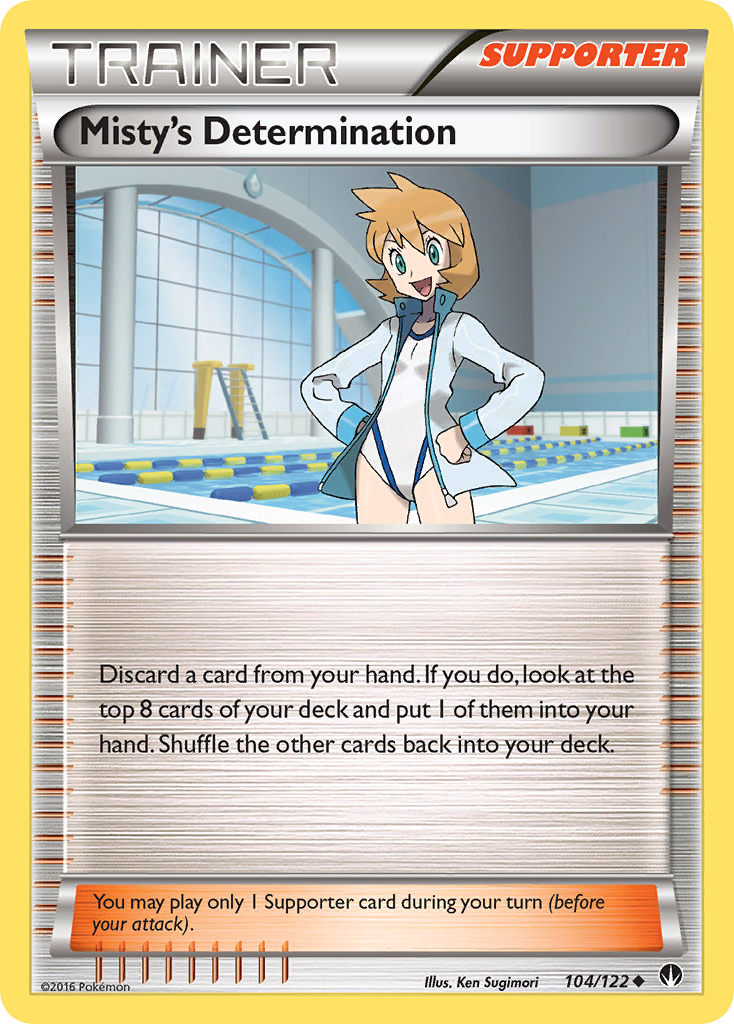 TRAINER
SUPPORTER
Misty's Determination
Discard a card from your hand. If you do, look at the
top 8 cards of your deck and put 1 of them into your
hand. Shuffle the other cards back into your deck.
You may play only 1 Supporter card during your turn (before
your attack).
©2016 Pokémon
Illus. Ken Sugimori
104/122